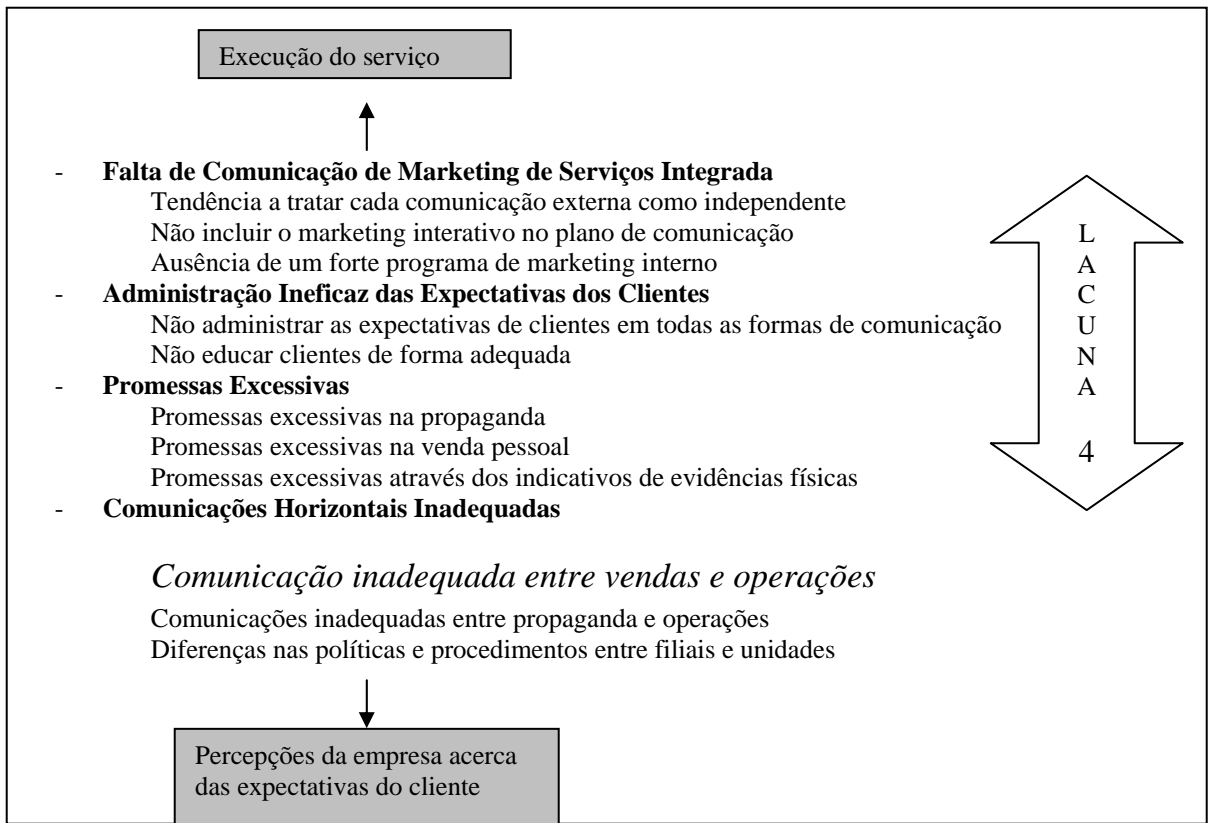 Execução do serviço
- Falta de Comunicação de Marketing de Serviços Integrada
Tendência a tratar cada comunicação externa como independente
Não incluir o marketing interativo no plano de comunicação
Ausência de um forte programa de marketing interno
- Administração Ineficaz das Expectativas dos Clientes
Não administrar as expectativas de clientes em todas as formas de comunicação
Não educar clientes de forma adequada
- Promessas Excessivas
Promessas excessivas na propaganda
Promessas excessivas na venda pessoal
Promessas excessivas através dos indicativos de evidências físicas
- Comunicações Horizontais Inadequadas
Comunicação inadequada entre vendas e operações
Comunicações inadequadas entre propaganda e operações
Diferenças nas políticas e procedimentos entre filiais e unidades
Percepções da empresa acerca
das expectativas do cliente
L
A
C
U
N
A
4